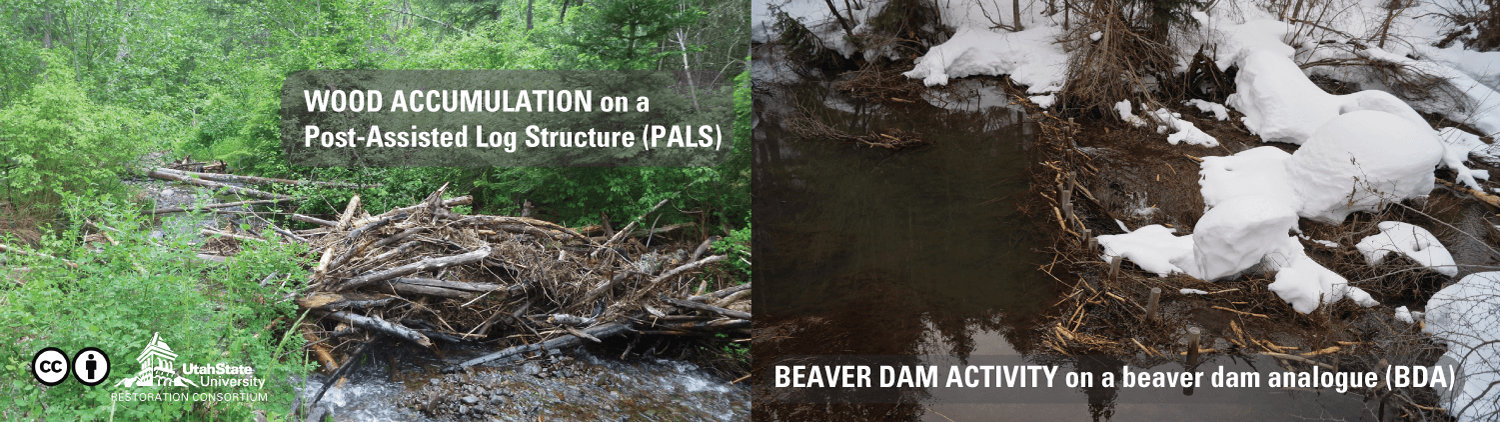 WOOD ACCUMULATION on a
Post-Assisted Log Structure (PALS)
cc
UtahState
University
RESTORATION CONSORTIUM
BEAVER DAM ACTIVITY on a beaver dam analogue (BDA)